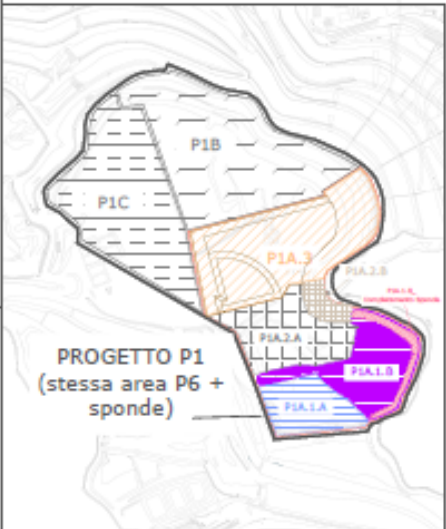 P1B
P1C
P1A.3
P1A.2.B
P1A.2.A
P1A.1.B
P1A.1.A
PROGETTO P1
(stessa area P6 +
sponde)